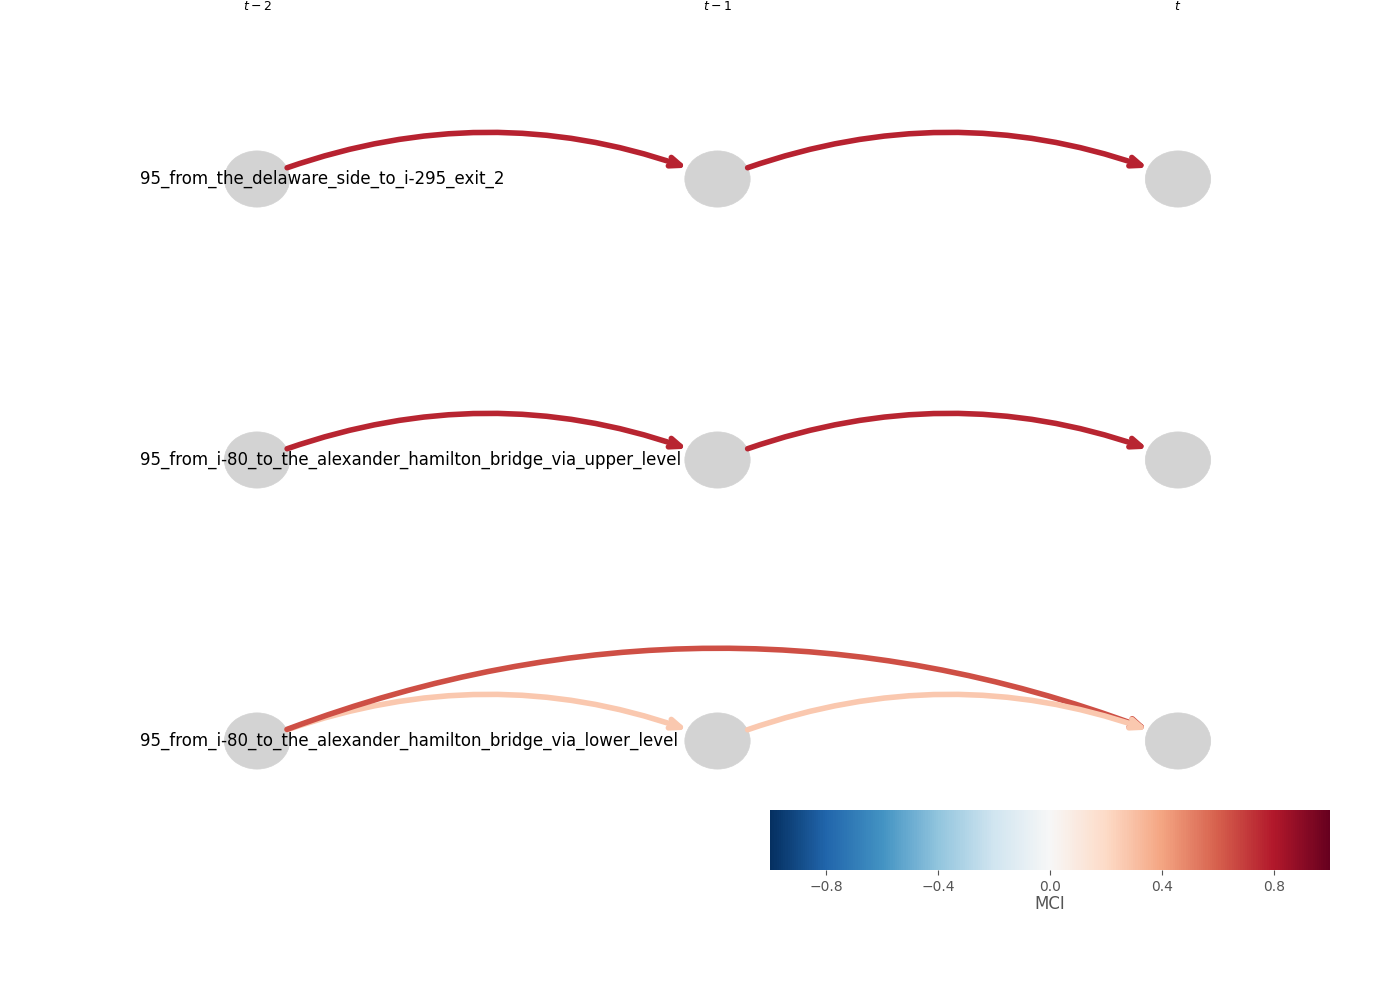 t − 2 t − 1 t
95_from_the_delaware_side_to_i-295_exit_2
95_from_i-80_to_the_alexander_hamilton_bridge_via_upper_level
95_from_i-80_to_the_alexander_hamilton_bridge_via_lower_level
−0.8 −0.4 0.0 0.4 0.8
MCI